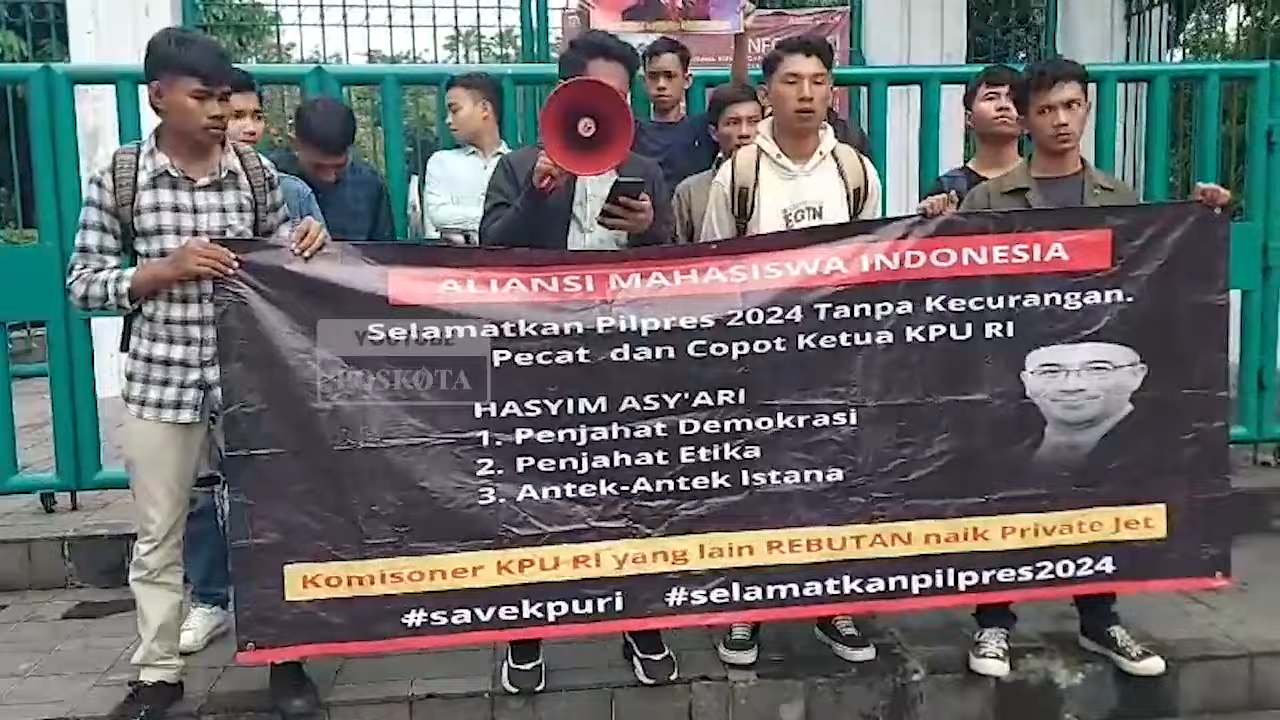 ALIANSI MAHASISWA INDONESIA
Selamatkan Pilpres 2024 Tanpa Kecurangan.
Pecat dan Copot Ketua KPU RI
YOUTUBE
POSKOTA
HASYIM ASY'ARI
1. Penjahat Demokrasi
2. Penjahat Etika
3. Antek-Antek Istana
Komisoner KPU RI yang lain REBUTAN naik Private Jet
#savekpuri #selamatkanpilpres2024